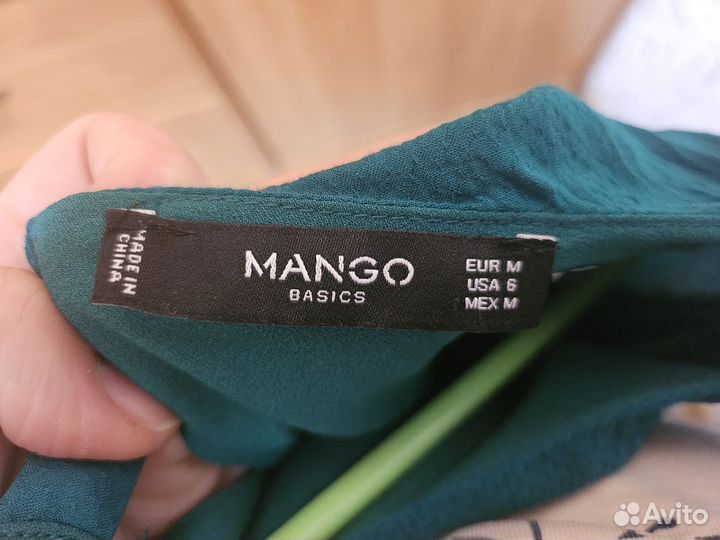 MADE IN
CHINA
MANGO
BASICS
EUR M
USA 6
MEX M
Avito